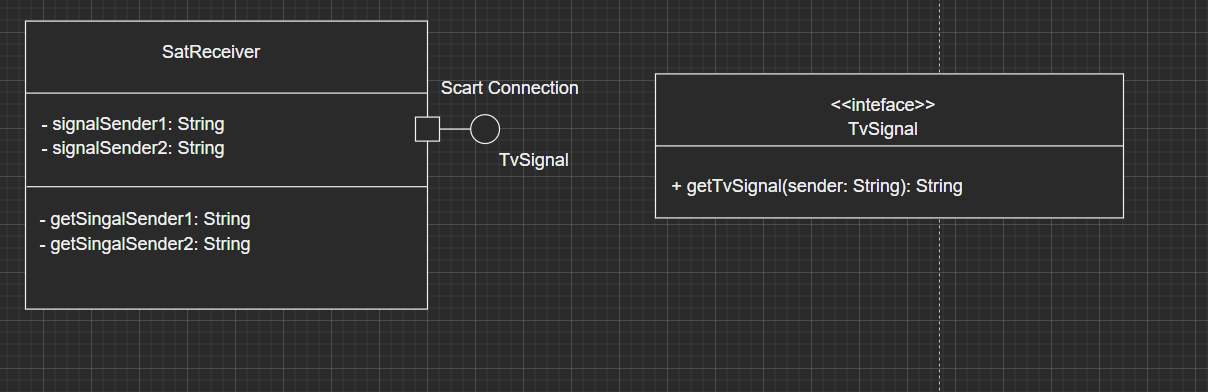 SatReceiver
- signalSender1: String
- signalSender2: String
- getSingalSender1: String
- getSingalSender2: String
Scart Connection
TvSignal
<<inteface>>
TvSignal
+ getTvSignal(sender: String): String